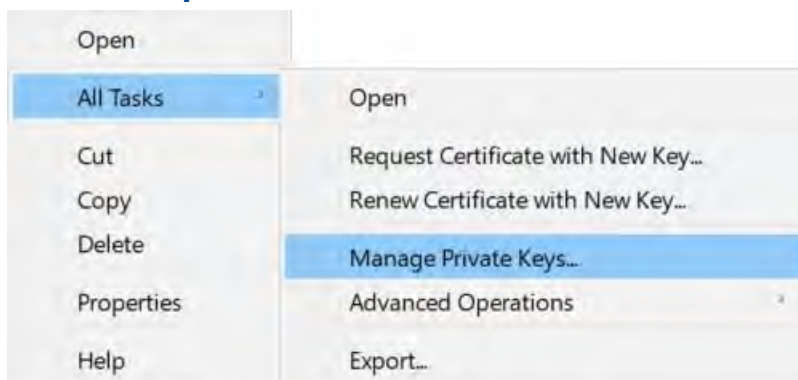 Open
All Tasks
Cut
Copy
Delete
Properties
Help
Open
Request Certificate with New Key...
Renew Certificate with New Key...
Manage Private Keys...
Advanced Operations
Export...